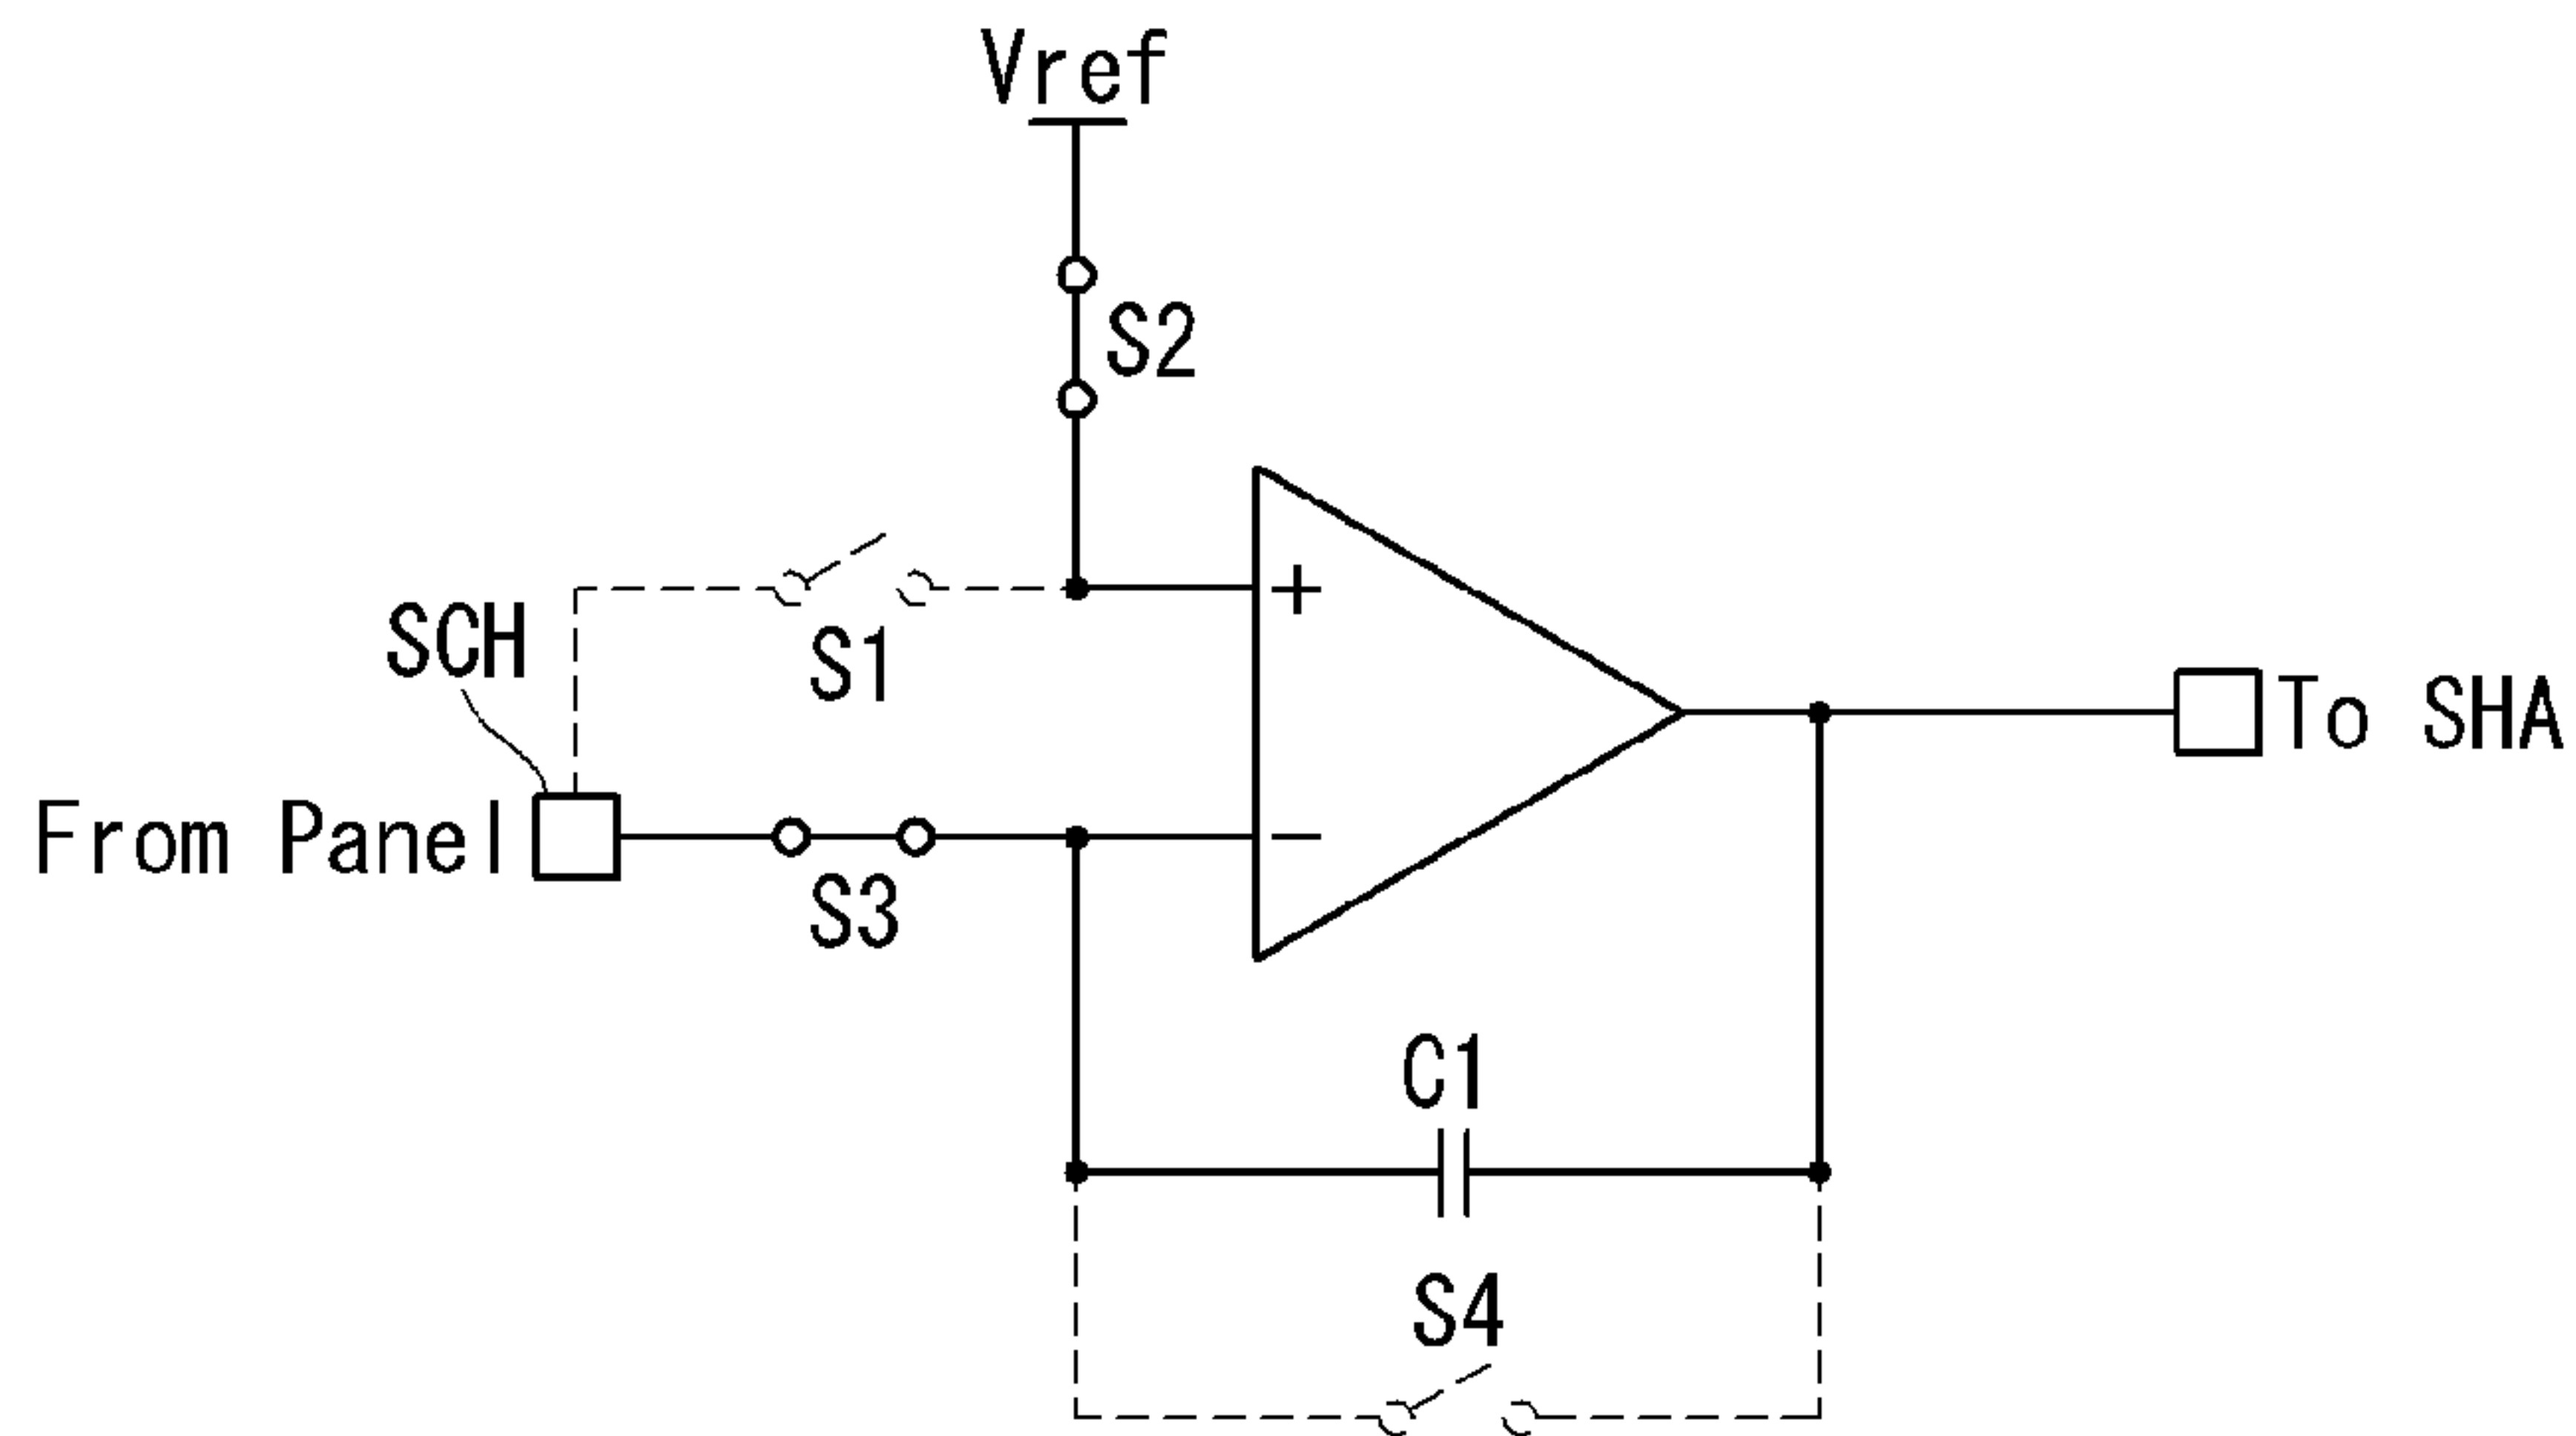 Vref
S2
SCH
S1
+
To SHA
From Panel
−
S3
C1
S4